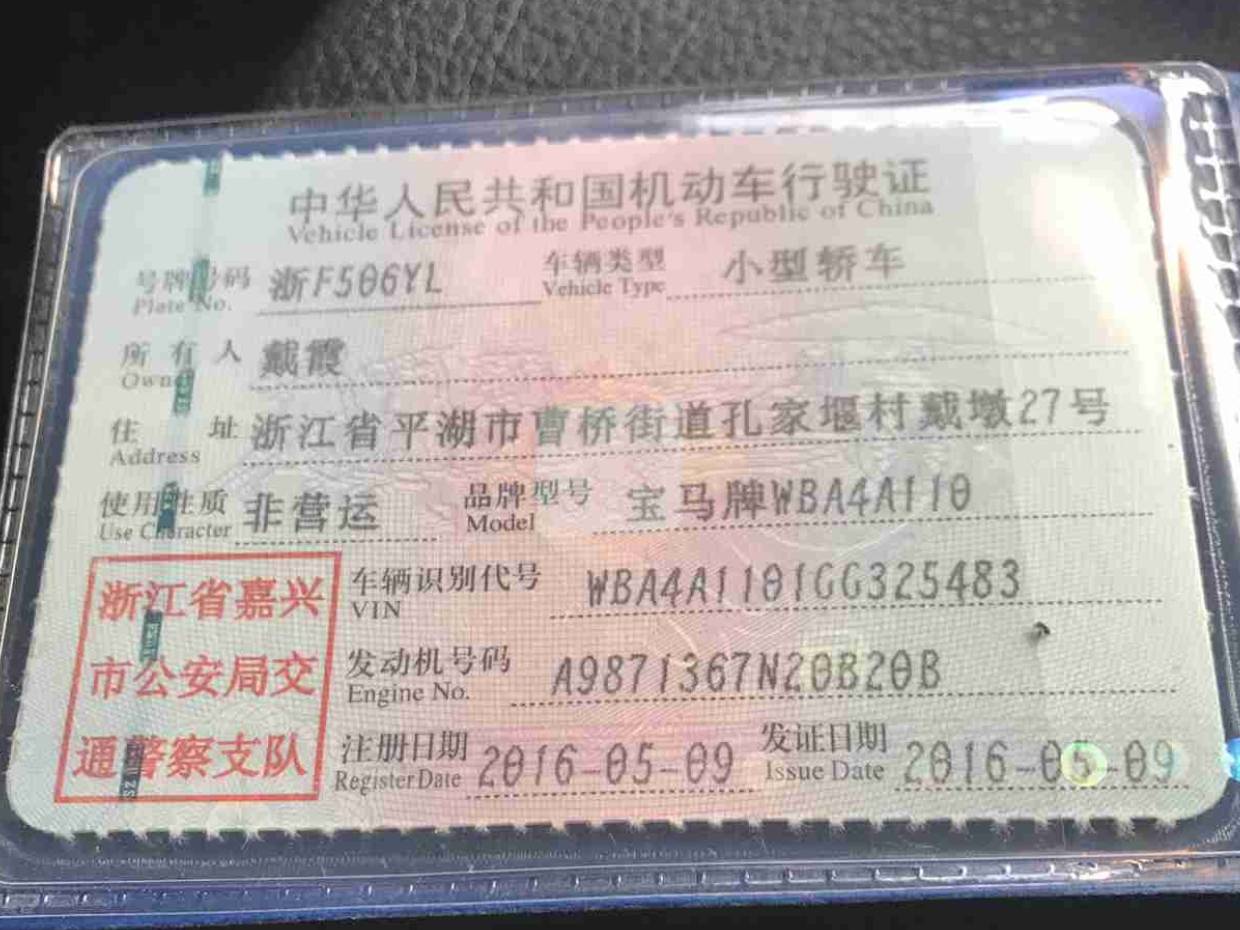 中华人民共和国机动车行驶证
Vehicle License of the People's Republic of China
号牌号码 浙F506YL 车辆类型 小型轿车
Plate No. Vehicle Type
所有人 戴霞
Owner
住址 浙江省平湖市曹桥街道孔家堰村戴墩27号
Address
使用性质 非营运 品牌型号 宝马牌WBA4A110
Use Character Model
浙江省嘉兴
市公安局交
通警察支队
车辆识别代号 WBA4A1101GG325483
VIN
发动机号码 A9871367N20B20B
Engine No.
注册日期 2016-05-09 发证日期 2016-05-09
Register Date Issue Date